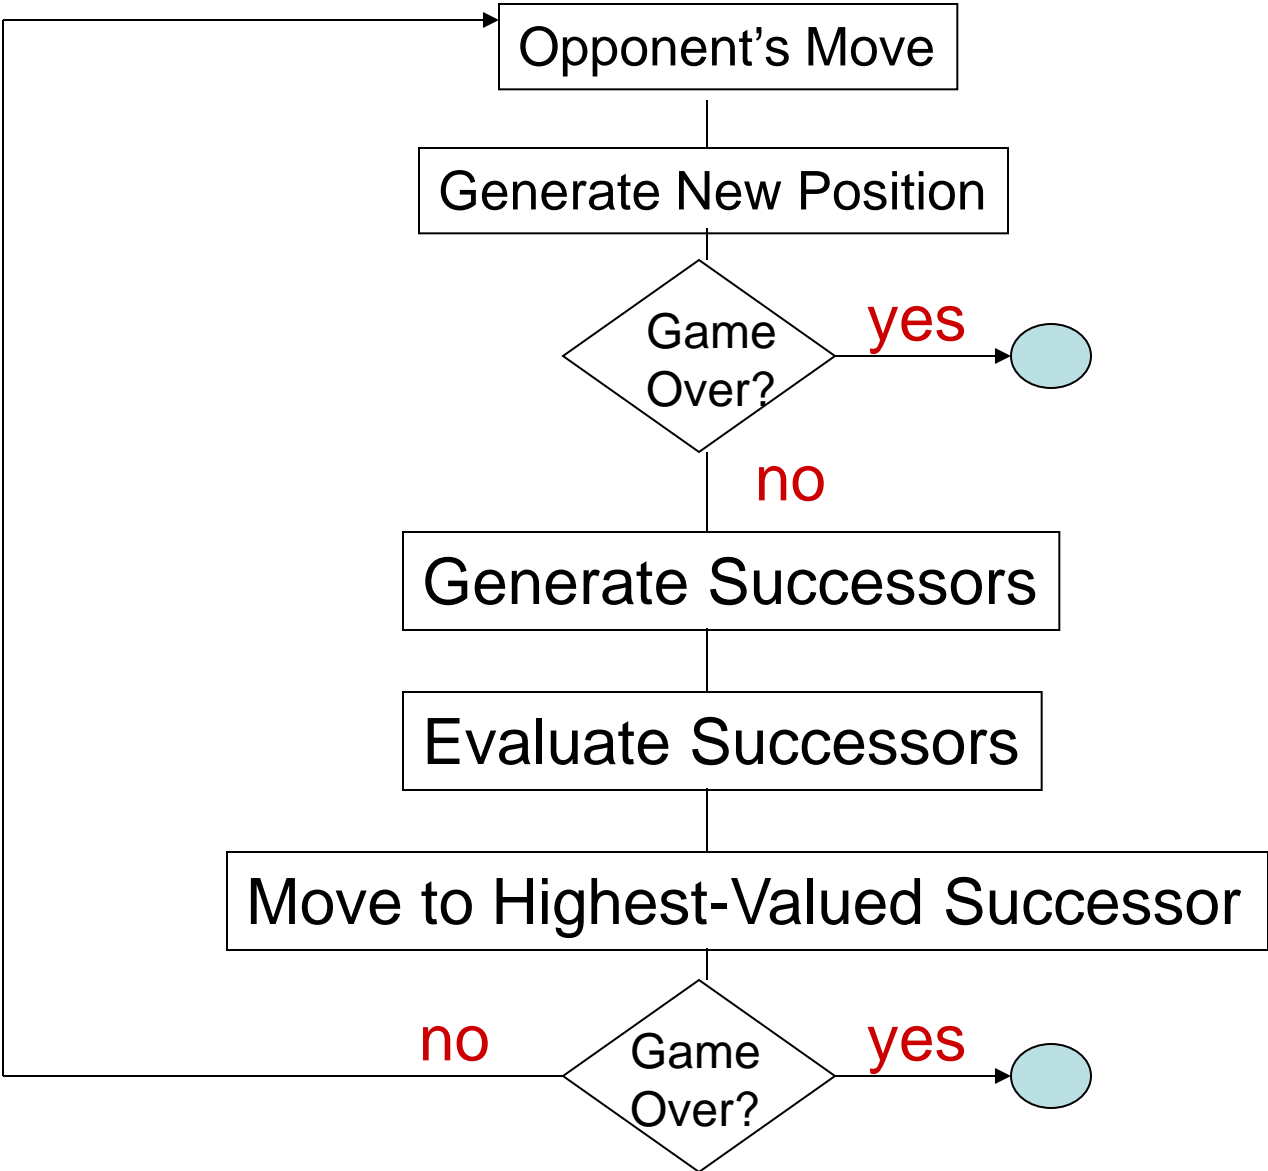 Opponent's Move
Generate New Position
Game
Over?
yes
no
Generate Successors
Evaluate Successors
Move to Highest-Valued Successor
no
Game
Over?
yes